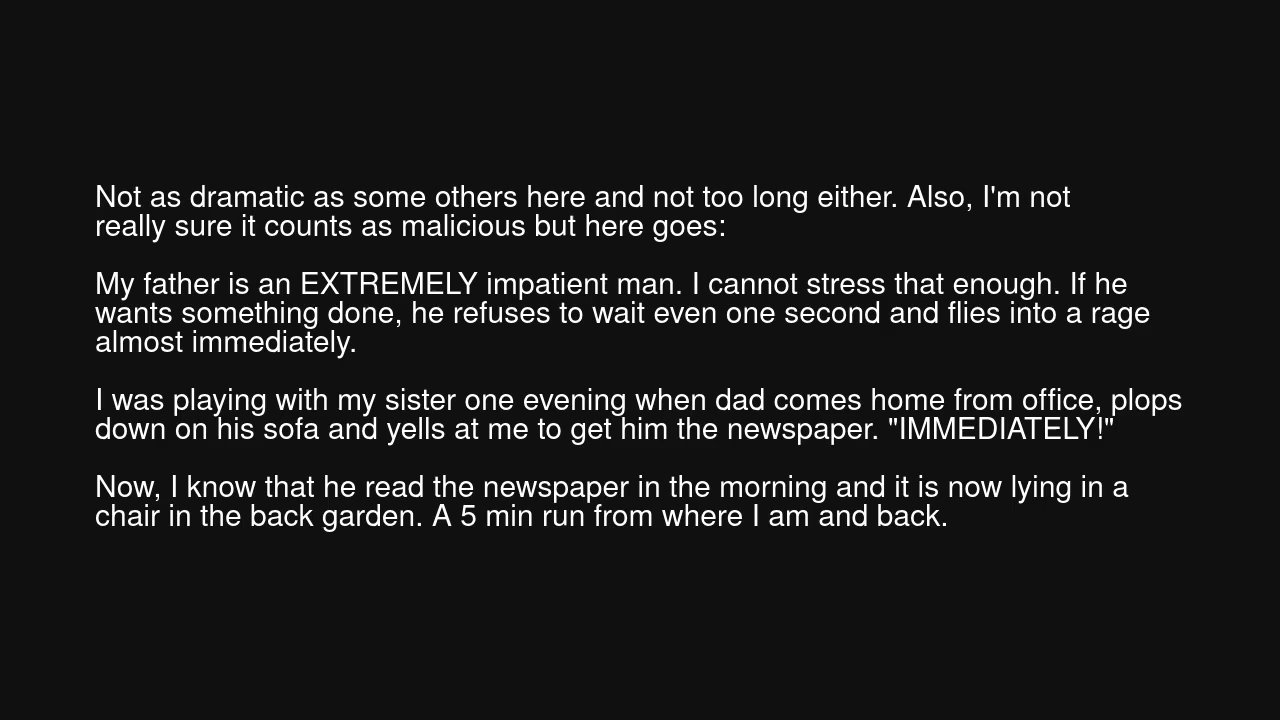 Not as dramatic as some others here and not too long either. Also, I'm not
really sure it counts as malicious but here goes:
My father is an EXTREMELY impatient man. I cannot stress that enough. If he
wants something done, he refuses to wait even one second and flies into a rage
almost immediately.
I was playing with my sister one evening when dad comes home from office, plops
down on his sofa and yells at me to get him the newspaper. "IMMEDIATELY!"
Now, I know that he read the newspaper in the morning and it is now lying in a
chair in the back garden. A 5 min run from where I am and back.